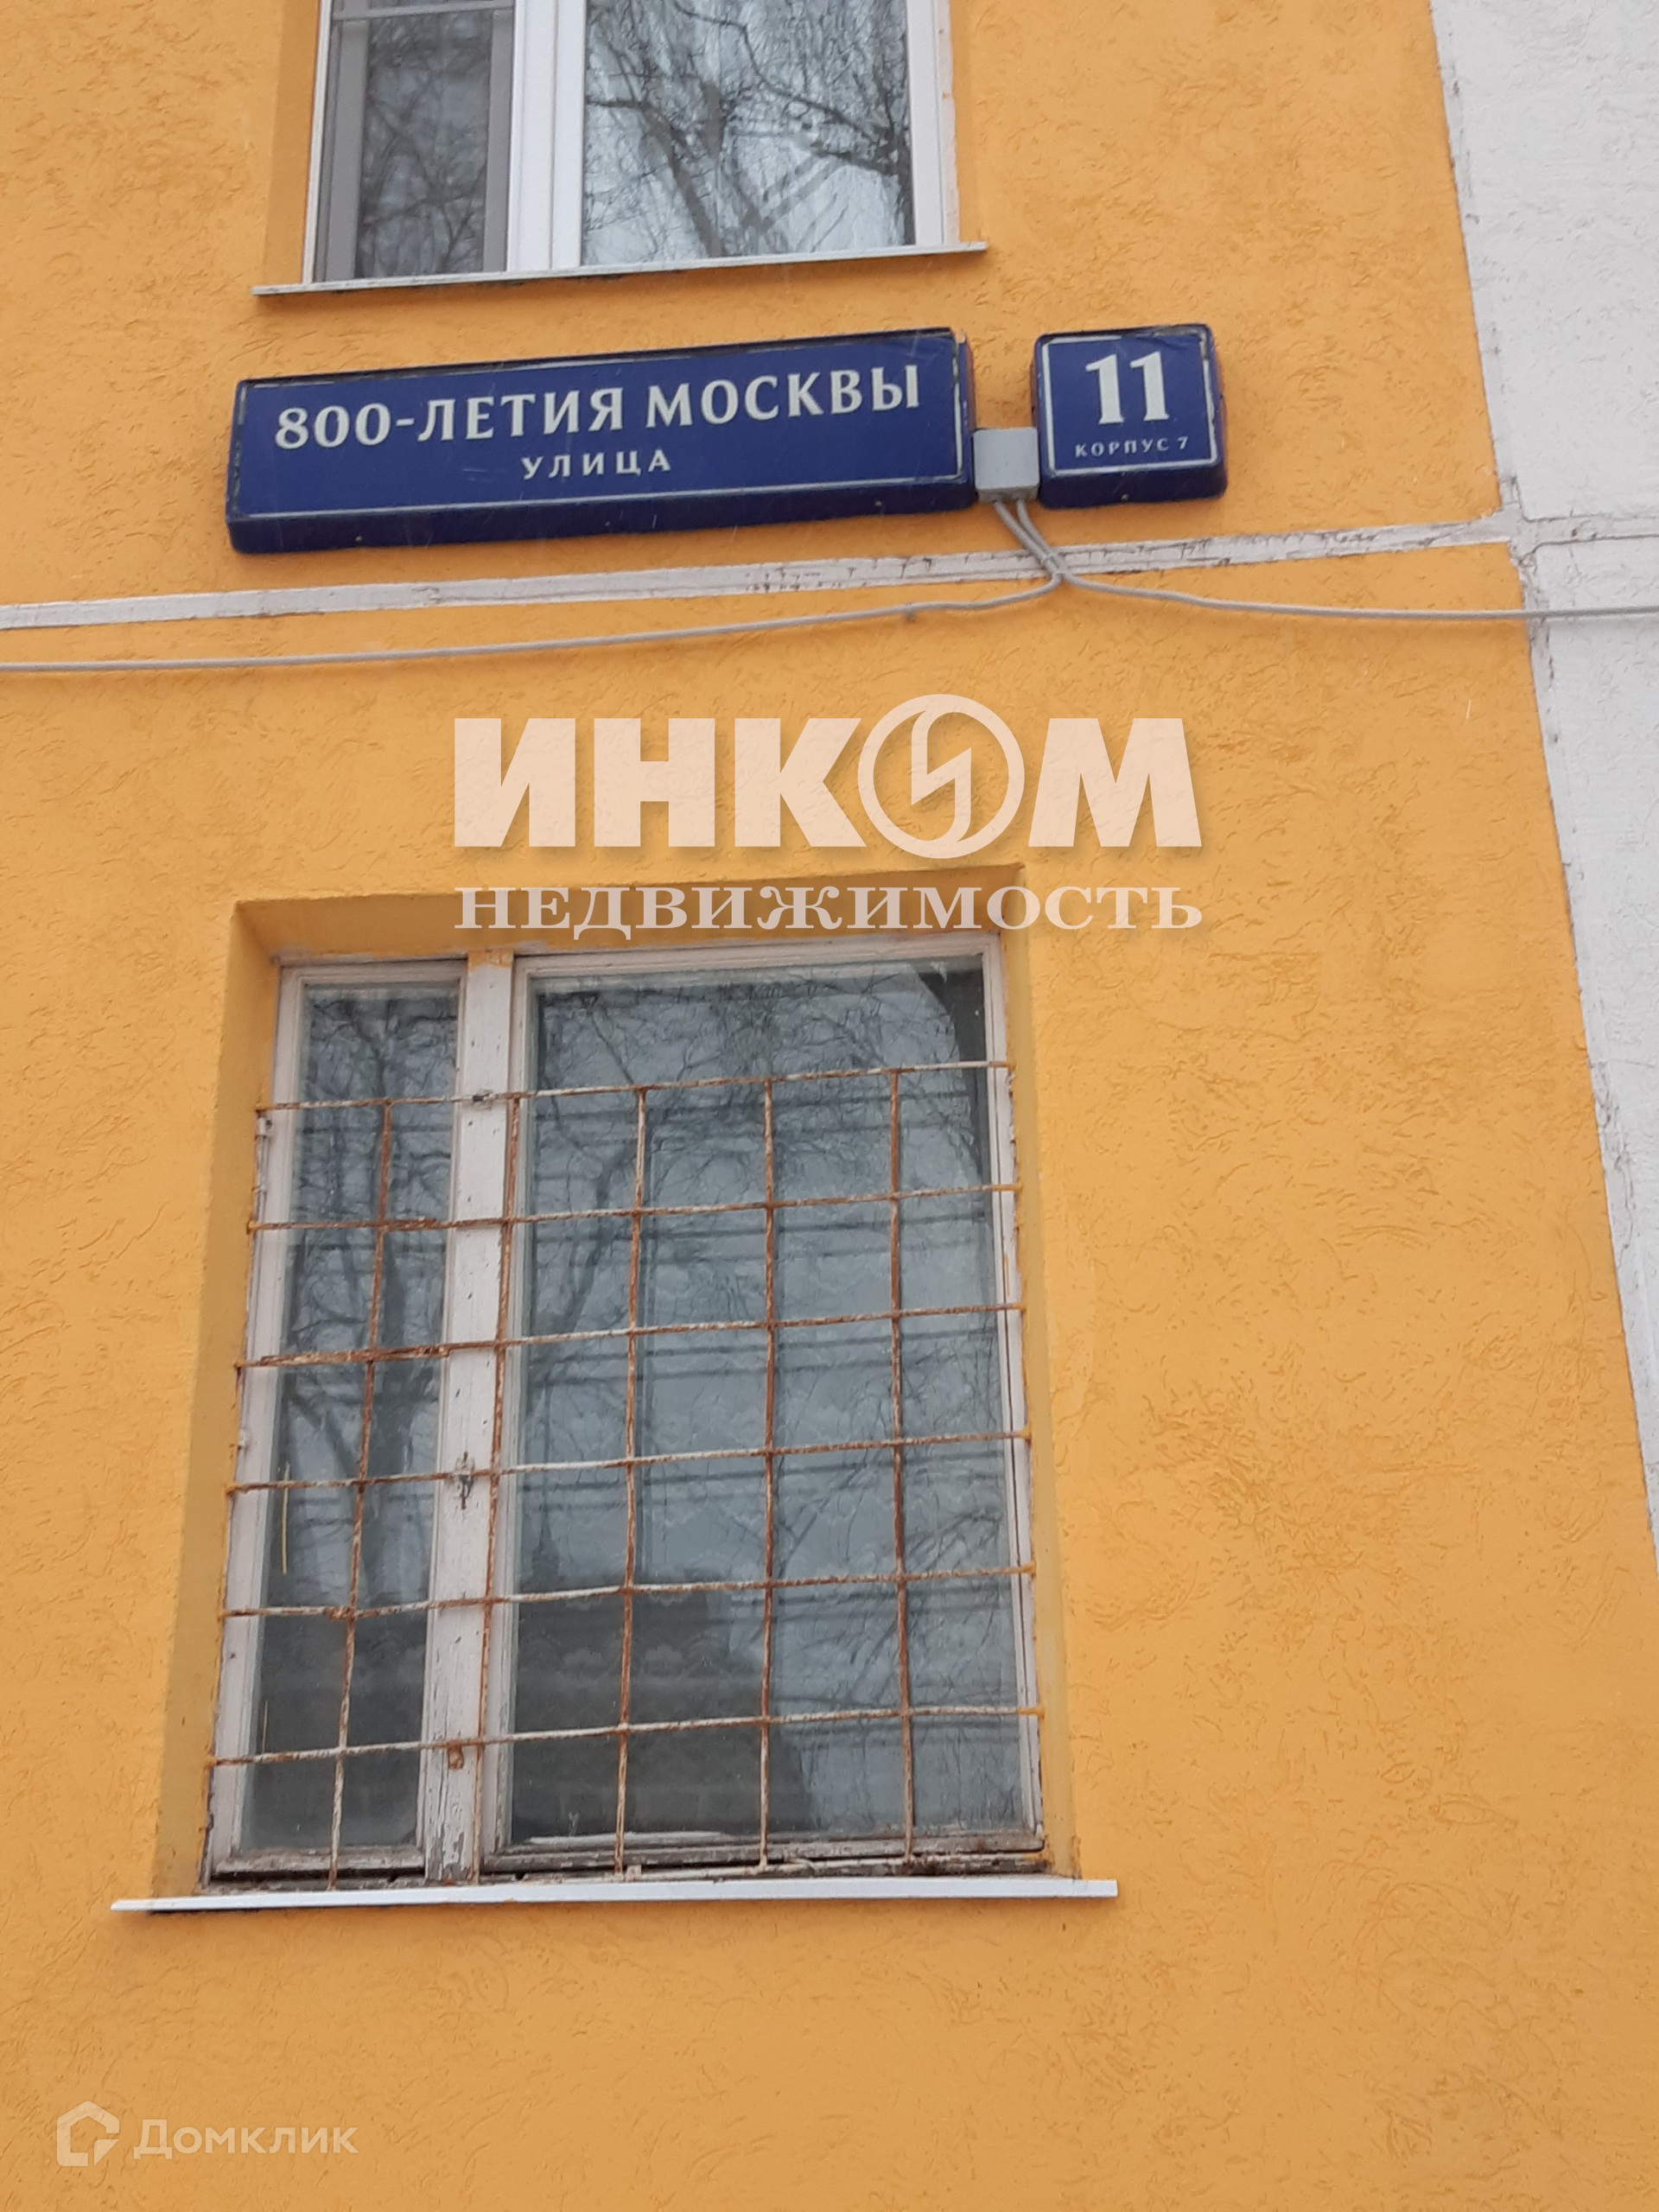 800-ЛЕТИЯ МОСКВЫ
УЛИЦА
11
КОРПУС 7
ИНКОМ
НЕДВИЖИМОСТЬ
Домклик